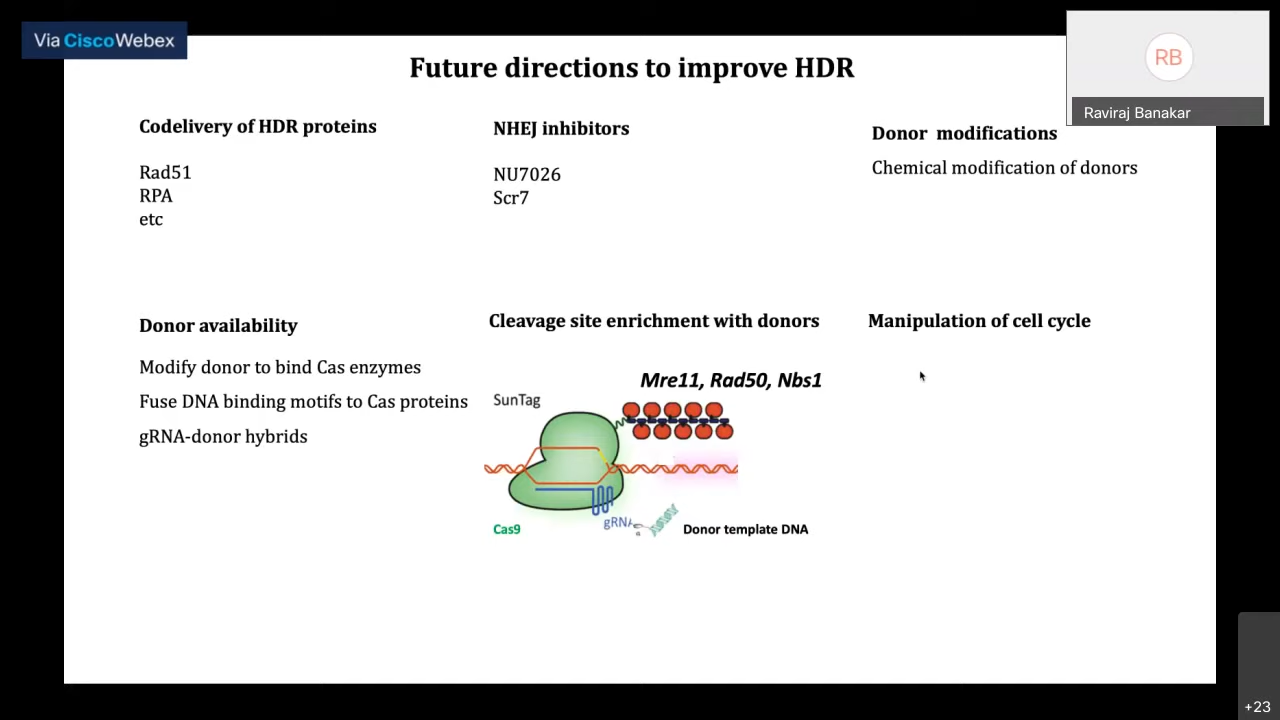 Via Cisco Webex
RB
Raviraj Banakar
Future directions to improve HDR
Codelivery of HDR proteins
Rad51
RPA
etc
NHEJ inhibitors
NU7026
Scr7
Donor modifications
Chemical modification of donors
Donor availability
Modify donor to bind Cas enzymes
Fuse DNA binding motifs to Cas proteins
gRNA-donor hybrids
Cleavage site enrichment with donors
Mre11, Rad50, Nbs1
SunTag
gRNA
Cas9
Donor template DNA
Manipulation of cell cycle
+23